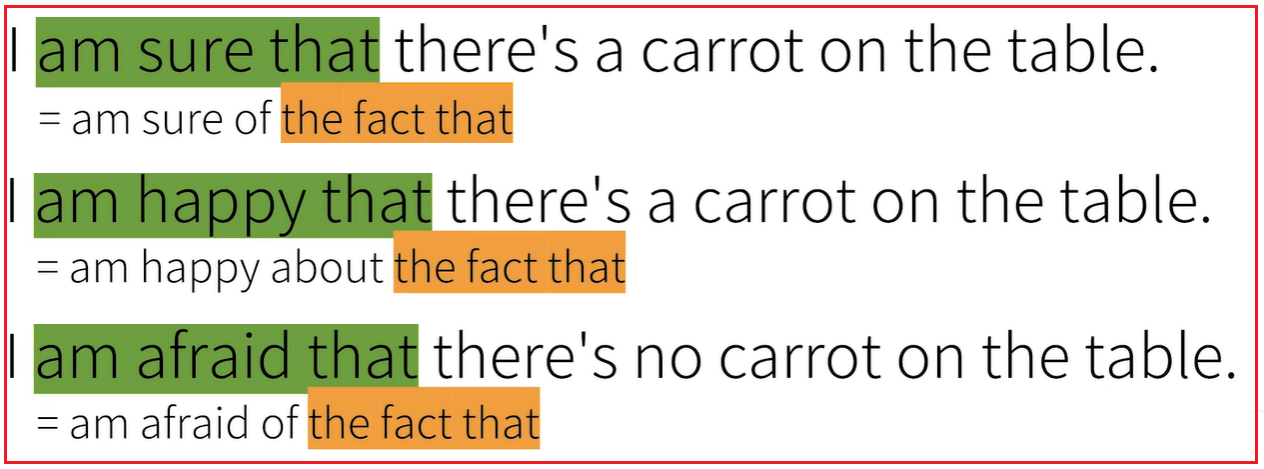 I am sure that there's a carrot on the table.
= am sure of the fact that
I am happy that there's a carrot on the table.
= am happy about the fact that
I am afraid that there's no carrot on the table.
= am afraid of the fact that